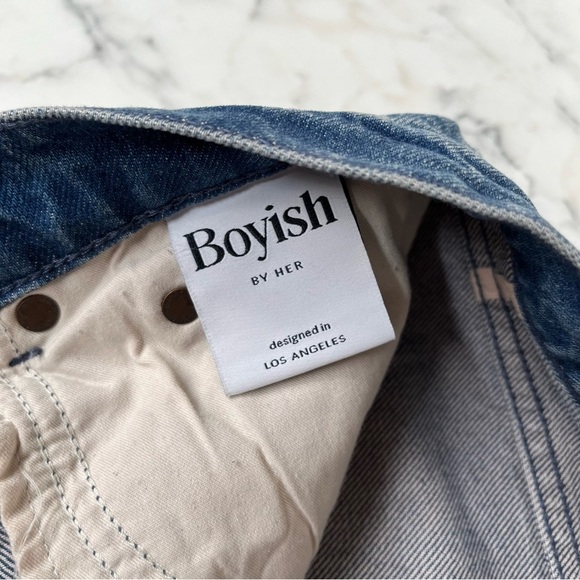 Boyish
BY HER
designed in
LOS ANGELES